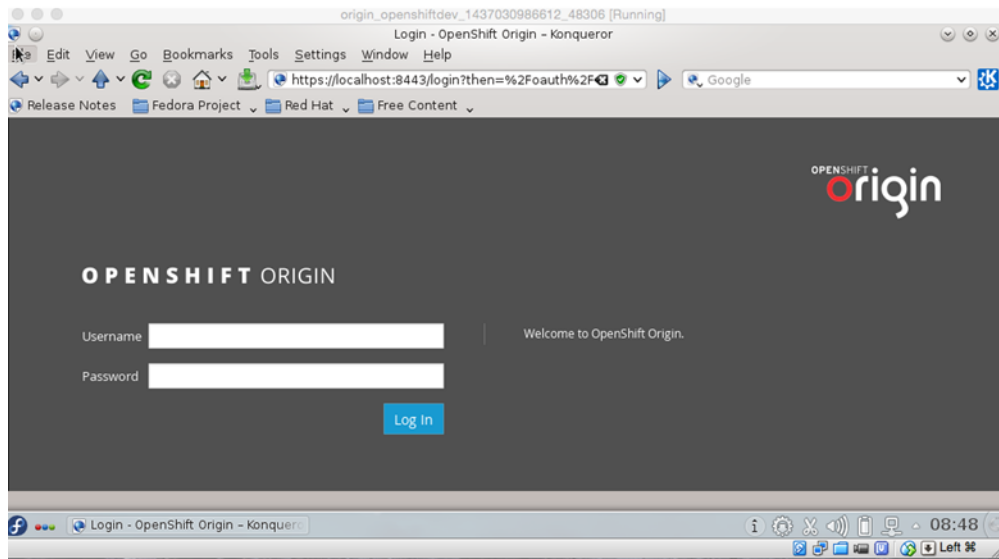 origin_openshiftdev_1437030986612_48306 [Running]
Login - OpenShift Origin – Konqueror
Edit View Go Bookmarks Tools Settings Window Help
https://localhost:8443/login?then=%2Foauth%2F Google
Release Notes Fedora Project Red Hat Free Content
OPENSHIFT
origin
OPENSHIFT ORIGIN
Username
Welcome to OpenShift Origin.
Password
Log In
Login - OpenShift Origin – Konquero 08:48
Left ⌘